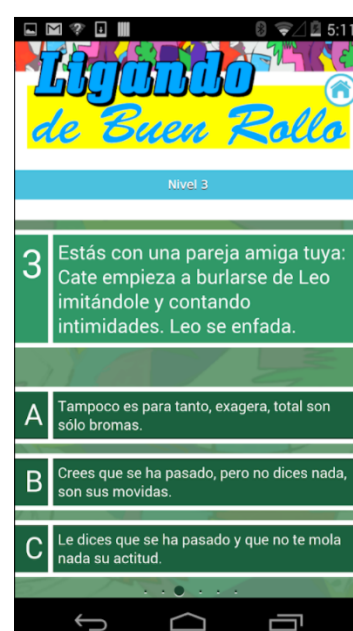 5:11
Ligando
de Buen Rollo
Nivel 3
3
Estás con una pareja amiga tuya:
Cate empieza a burlarse de Leo
imitándole y contando
intimidades. Leo se enfada.
A
Tampoco es para tanto, exagera, total son
sólo bromas.
B
Crees que se ha pasado, pero no dices nada,
son sus movidas.
C
Le dices que se ha pasado y que no te mola
nada su actitud.